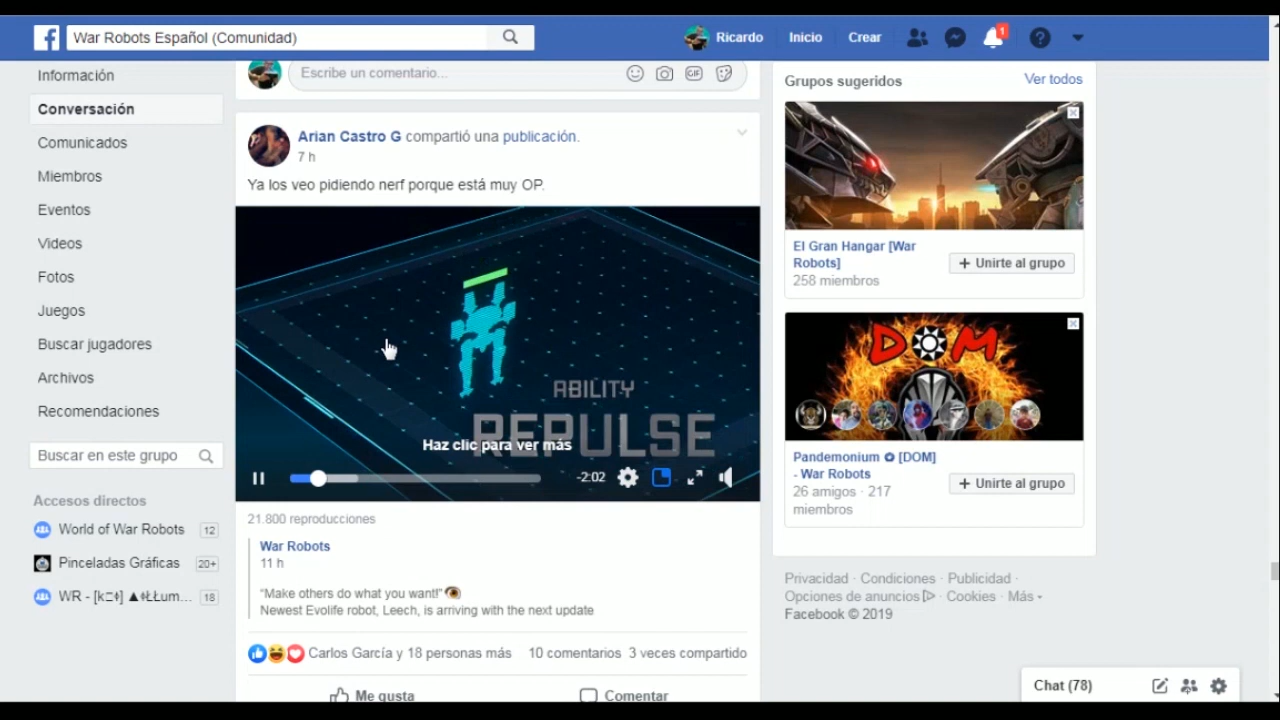 War Robots Español (Comunidad)
Ricardo
Inicio
Crear
1
Información
Conversación
Comunicados
Miembros
Eventos
Videos
Fotos
Juegos
Buscar jugadores
Archivos
Recomendaciones
Buscar en este grupo
Accesos directos
World of War Robots 12
Pinceladas Gráficas 20+
18
Escribe un comentario...
GIF
Arian Castro G compartió una publicación.
7 h
Ya los veo pidiendo nerf porque está muy OP.
ABILITY
REPULSE
Haz clic para ver más
-2:02
21.800 reproducciones
War Robots
11 h
“Make others do what you want!”
Newest Evolife robot, Leech, is arriving with the next update
Carlos García y 18 personas más 10 comentarios 3 veces compartido
Me gusta
Comentar
Grupos sugeridos
Ver todos
El Gran Hangar [War
Robots]
258 miembros
+ Unirte al grupo
DOM
Pandemonium ✪ [DOM]
- War Robots
26 amigos · 217
miembros
+ Unirte al grupo
Privacidad · Condiciones · Publicidad ·
Opciones de anuncios · Cookies · Más
Facebook © 2019
Chat (78)